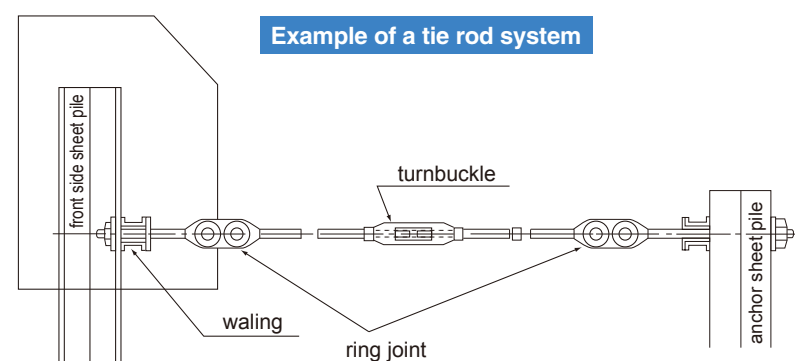 Example of a tie rod system
front side sheet pile
turnbuckle
waling
ring joint
anchor sheet pile